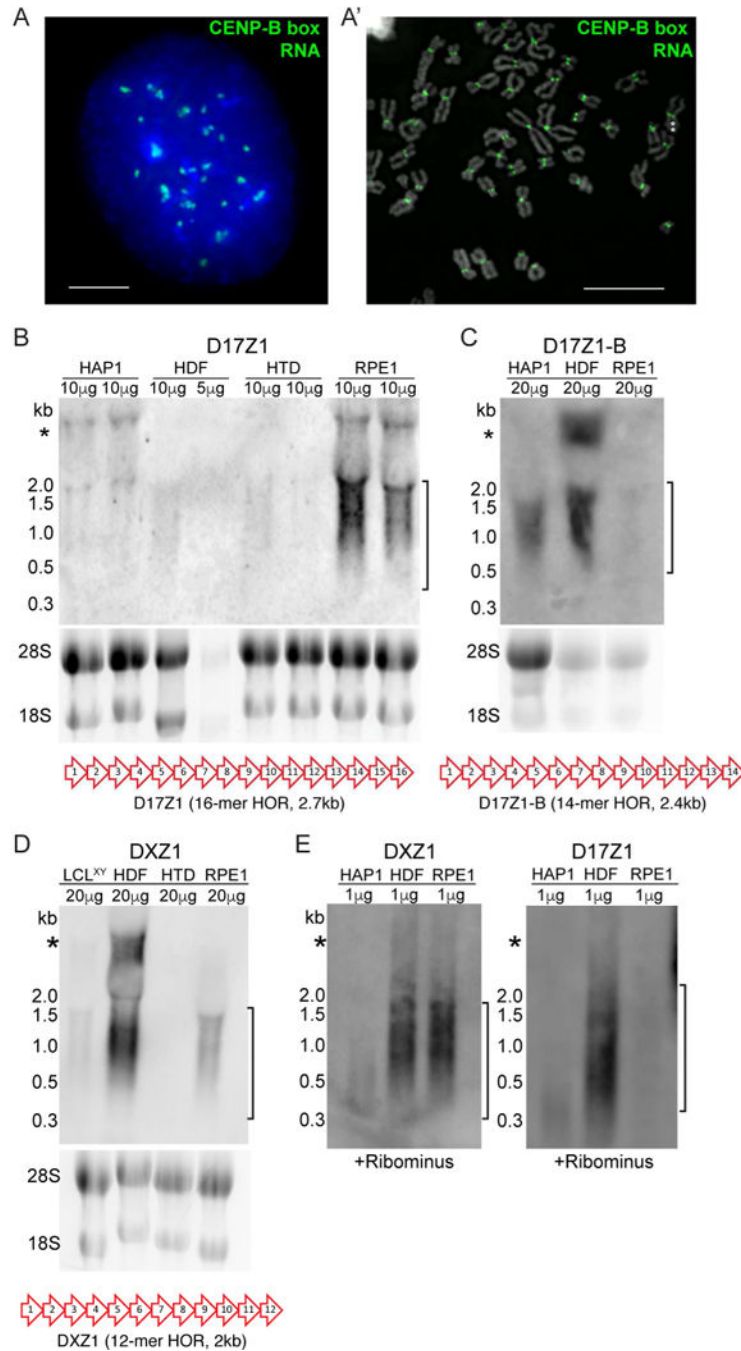 A
CENP-B box
RNA
A'
CENP-B box
RNA
B
D17Z1
HAP1 HDF HTD RPE1
10µg 10µg 10µg 5µg 10µg 10µg 10µg 10µg
kb
*
2.0
1.5
1.0
0.5
0.3
28S
18S
1 2 3 4 5 6 7 8 9 10 11 12 13 14 15 16
D17Z1 (16-mer HOR, 2.7kb)
C
D17Z1-B
HAP1 HDF RPE1
20µg 20µg 20µg
kb
*
2.0
1.5
1.0
0.5
0.3
28S
18S
1 2 3 4 5 6 7 8 9 10 11 12 13 14
D17Z1-B (14-mer HOR, 2.4kb)
D
DXZ1
LCLXY HDF HTD RPE1
20µg 20µg 20µg 20µg
kb
*
2.0
1.5
1.0
0.5
0.3
28S
18S
1 2 3 4 5 6 7 8 9 10 11 12
DXZ1 (12-mer HOR, 2kb)
E
DXZ1
HAP1 HDF RPE1
1µg 1µg 1µg
kb
*
2.0
1.5
1.0
0.5
0.3
+Ribominus
D17Z1
HAP1 HDF RPE1
1µg 1µg 1µg
*
2.0
1.5
1.0
0.5
0.3
+Ribominus